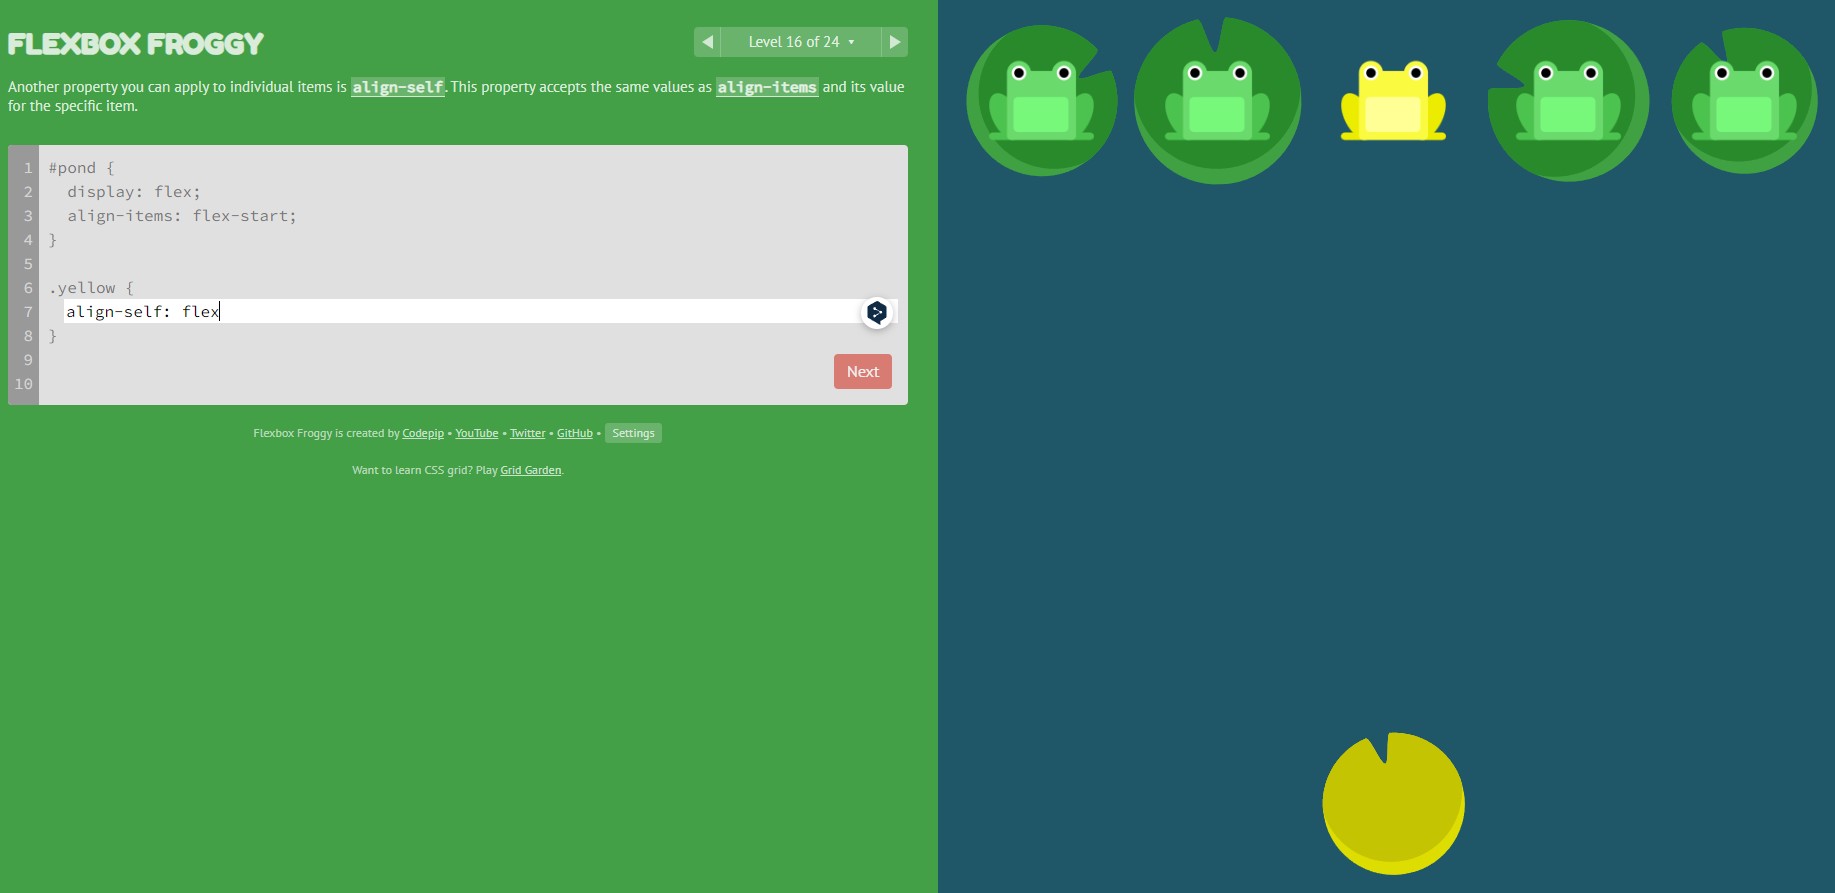 FLEXBOX FROGGY
Level 16 of 24
Another property you can apply to individual items is align-self. This property accepts the same values as align-items and its value
for the specific item.
1 #pond {
2 display: flex;
3 align-items: flex-start;
4 }
5
6 .yellow {
7 align-self: flex
8 }
9
10
Next
Flexbox Froggy is created by Codepip • YouTube • Twitter • GitHub • Settings
Want to learn CSS grid? Play Grid Garden.